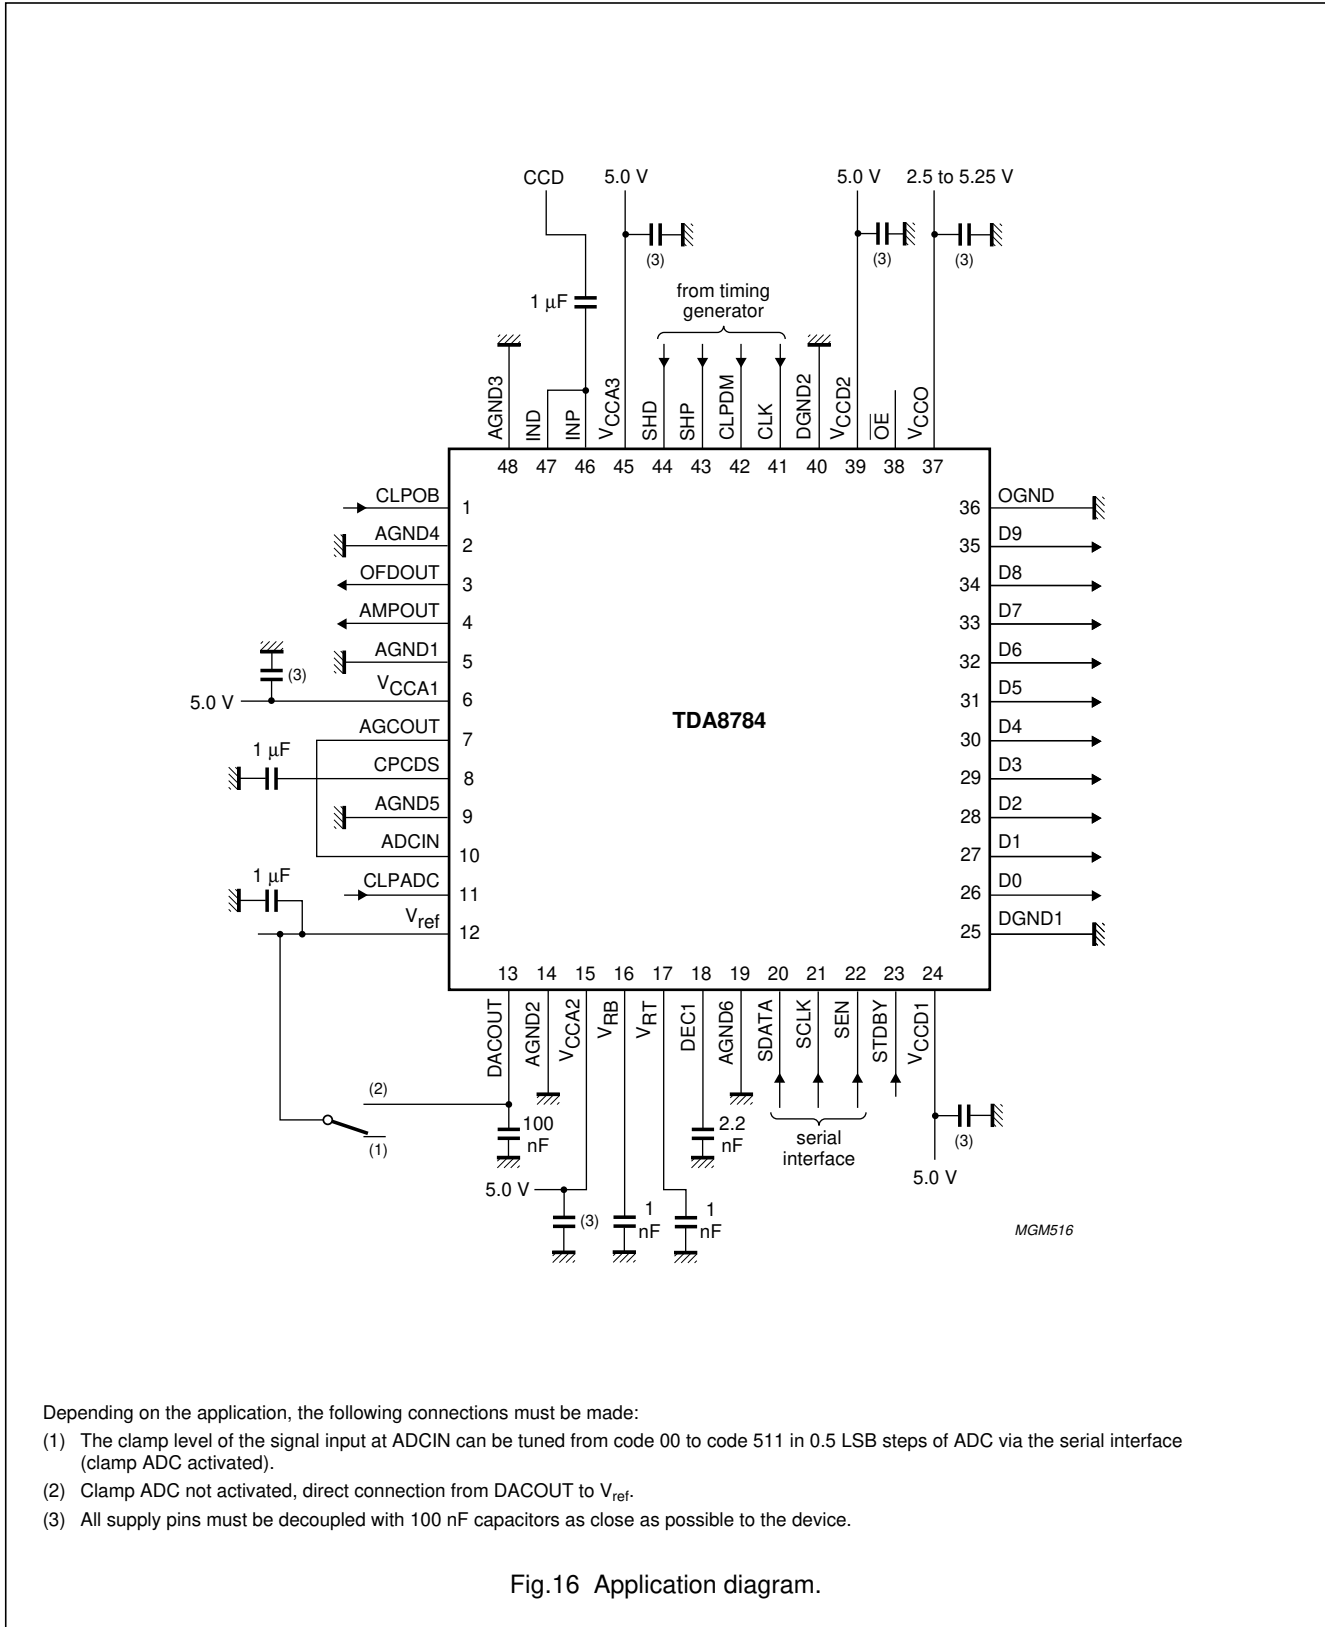 CCD 5.0 V 5.0 V 2.5 to 5.25 V
(3) (3) (3)
1 μF
from timing
generator
AGND3 IND INP VCCA3 SHD SHP CLPDM CLK DGND2 VCCD2 OE VCCO
48 47 46 45 44 43 42 41 40 39 38 37
CLPOB 1 36 OGND
AGND4 2 35 D9
OFDOUT 3 34 D8
AMPOUT 4 33 D7
AGND1 5 32 D6
(3)
5.0 V VCCA1 6 31 D5
TDA8784
AGCOUT 7 30 D4
1 μF
CPCDS 8 29 D3
AGND5 9 28 D2
ADCIN 10 27 D1
1 μF
CLPADC 11 26 D0
Vref 12 25 DGND1
13 14 15 16 17 18 19 20 21 22 23 24
DACOUT AGND2 VCCA2 VRB VRT DEC1 AGND6 SDATA SCLK SEN STDBY VCCD1
(2)
(1)
100
nF
2.2
nF
serial
interface
(3)
5.0 V
5.0 V
(3)
1
nF
1
nF
MGM516
Depending on the application, the following connections must be made:
(1) The clamp level of the signal input at ADCIN can be tuned from code 00 to code 511 in 0.5 LSB steps of ADC via the serial interface
(clamp ADC activated).
(2) Clamp ADC not activated, direct connection from DACOUT to Vref.
(3) All supply pins must be decoupled with 100 nF capacitors as close as possible to the device.
Fig.16 Application diagram.